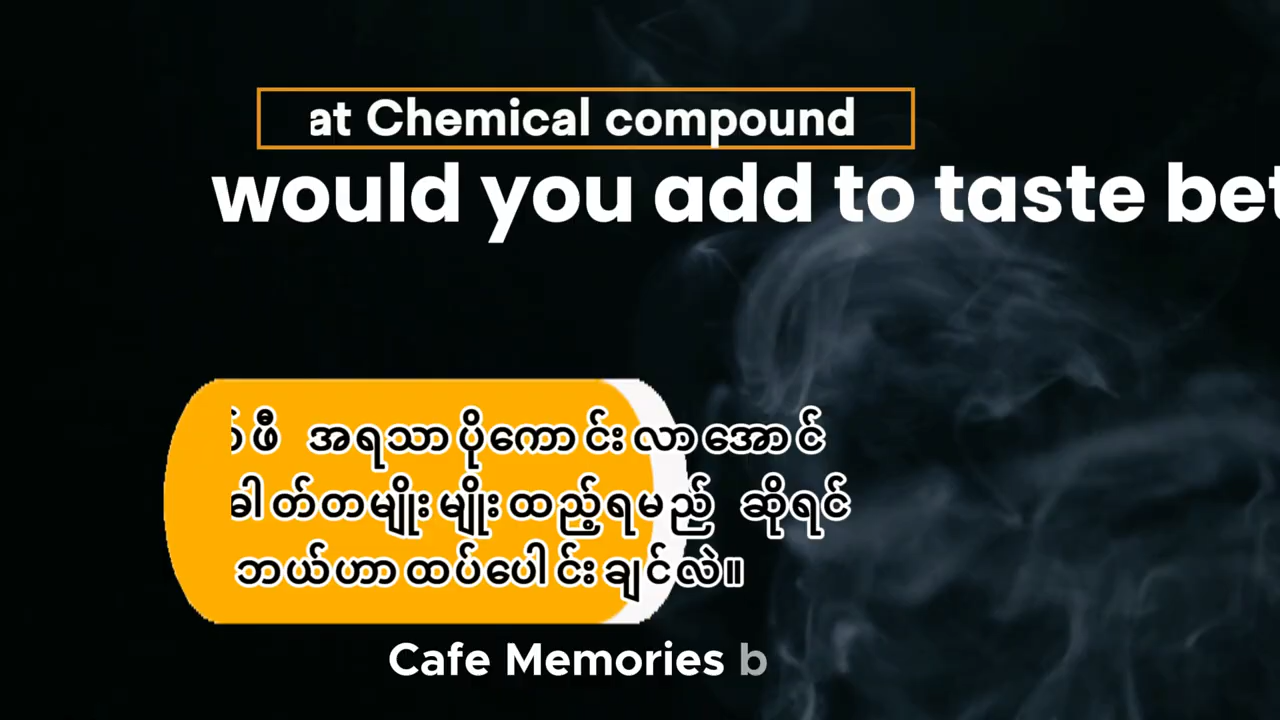 at Chemical compound
would you add to taste bet
ဖီ အရသာပိုကောင်းလာအောင်
ဓါတ်တမျိုးမျိုးထည့်ရမည် ဆိုရင်
ဘယ်ဟာထပ်ပေါင်းချင်လဲ။
Cafe Memories b